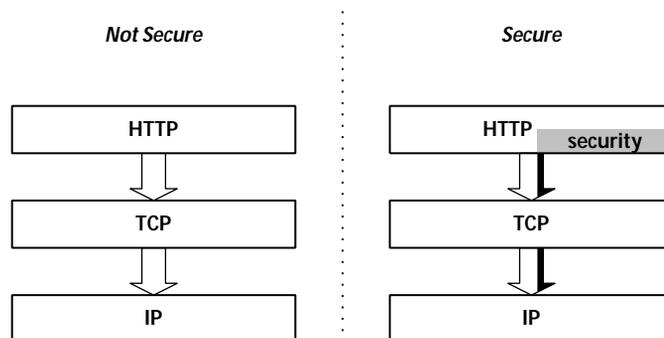 Not Secure
Secure
HTTP
HTTP
security
TCP
TCP
IP
IP